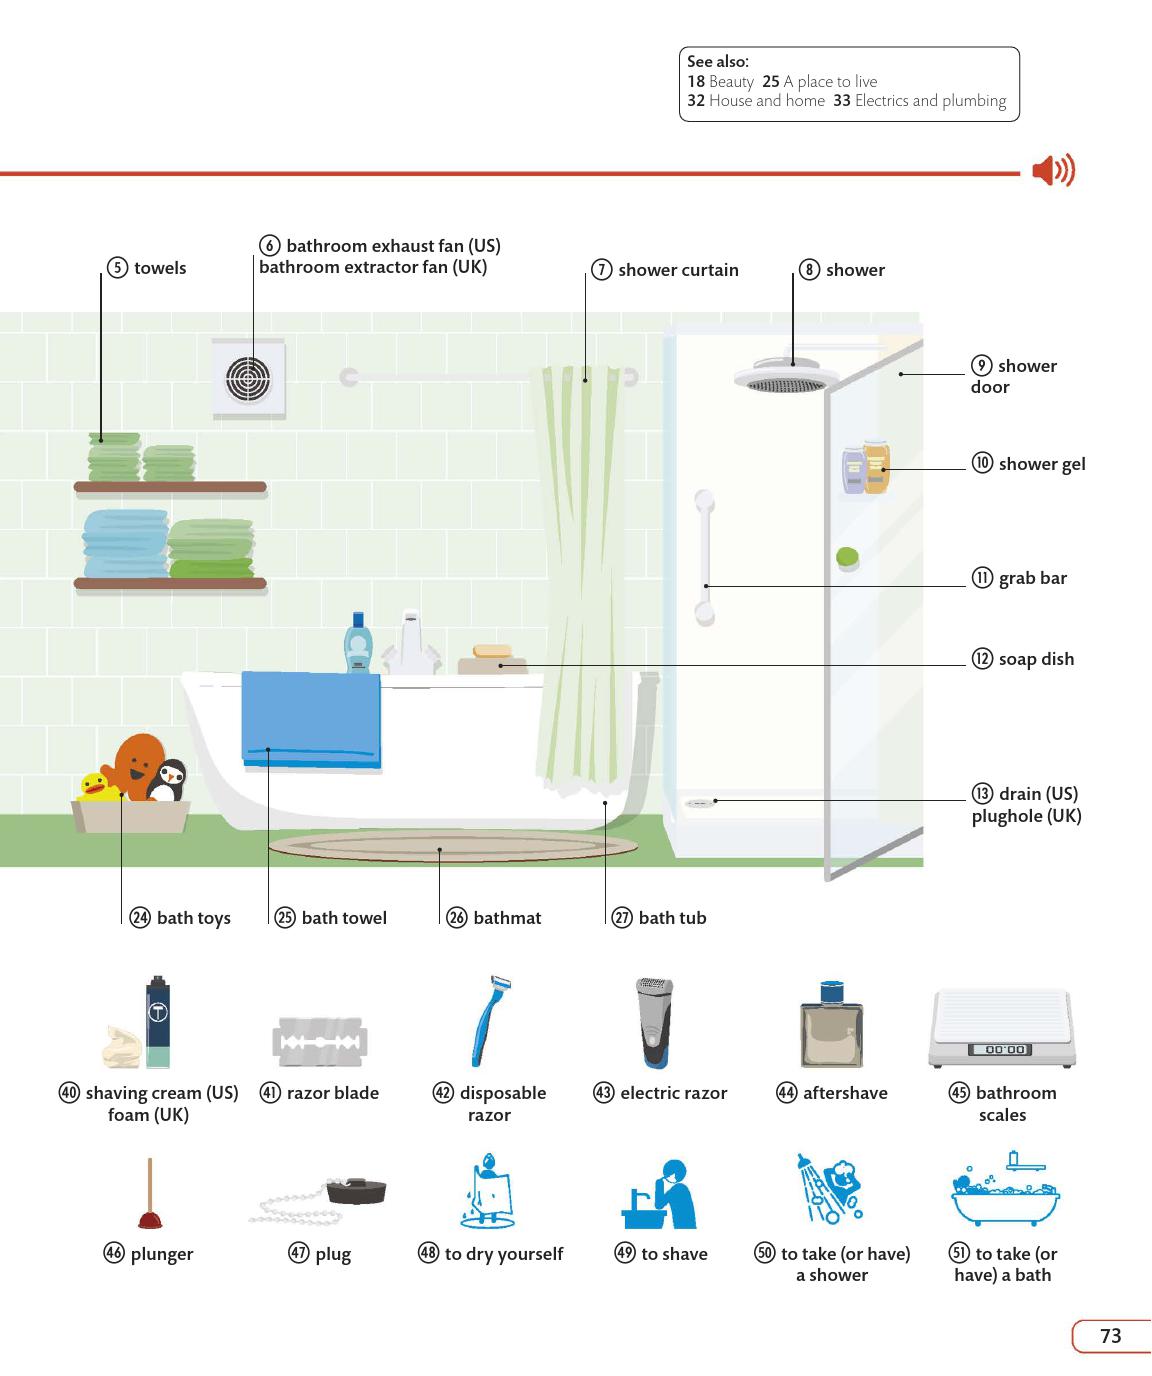 See also:
18 Beauty 25 A place to live
32 House and home 33 Electrics and plumbing
5 towels
6 bathroom exhaust fan (US)
bathroom extractor fan (UK)
7 shower curtain
8 shower
9 shower
door
10 shower gel
11 grab bar
12 soap dish
13 drain (US)
plughole (UK)
24 bath toys
25 bath towel
26 bathmat
27 bath tub
T
00:00
40 shaving cream (US)
foam (UK)
41 razor blade
42 disposable
razor
43 electric razor
44 aftershave
45 bathroom
scales
46 plunger
47 plug
48 to dry yourself
49 to shave
50 to take (or have)
a shower
51 to take (or
have) a bath
73